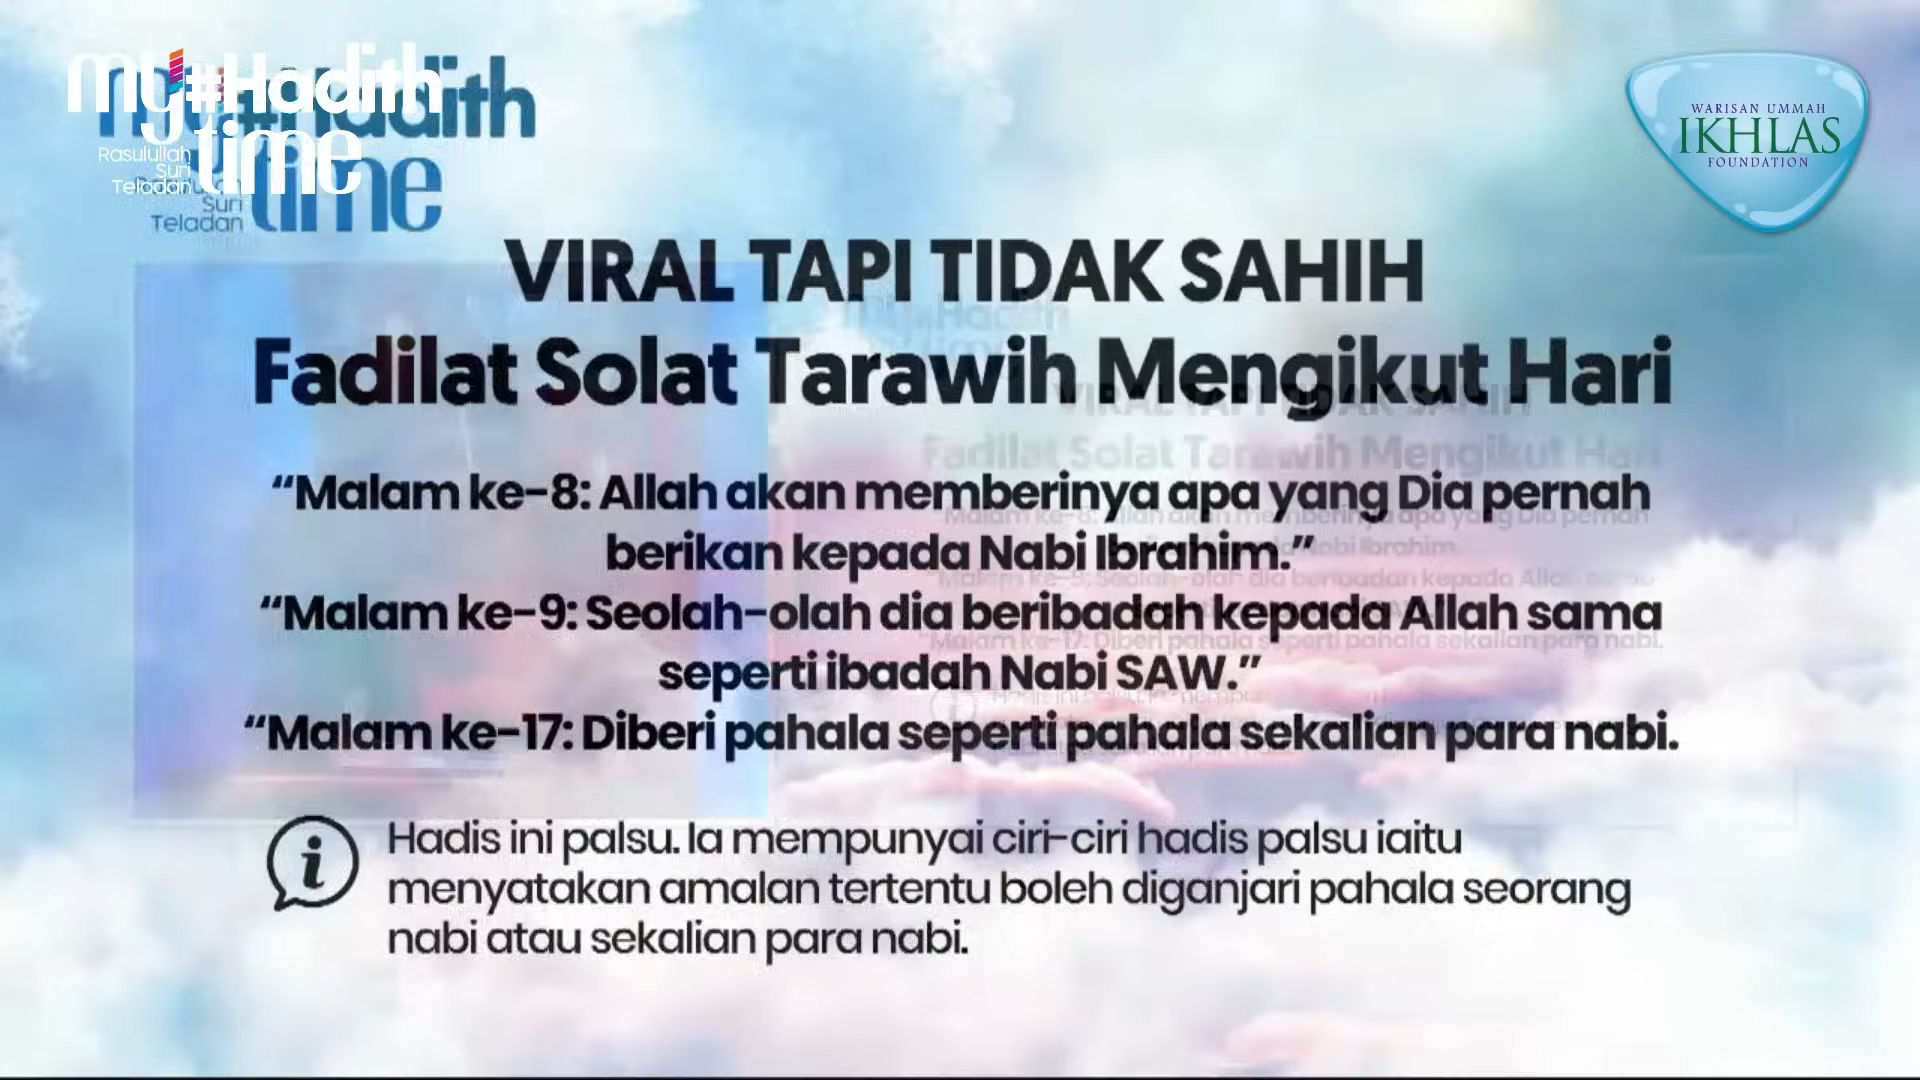 my #Hadith
time
Rasulullah
Suri
Teladan
WARISAN UMMAH
IKHLAS
FOUNDATION
VIRAL TAPI TIDAK SAHIH
Fadilat Solat Tarawih Mengikut Hari
“Malam ke-8: Allah akan memberinya apa yang Dia pernah
berikan kepada Nabi Ibrahim.”
“Malam ke-9: Seolah-olah dia beribadah kepada Allah sama
seperti ibadah Nabi SAW.”
“Malam ke-17: Diberi pahala seperti pahala sekalian para nabi.
Hadis ini palsu. Ia mempunyai ciri-ciri hadis palsu iaitu
menyatakan amalan tertentu boleh diganjari pahala seorang
nabi atau sekalian para nabi.